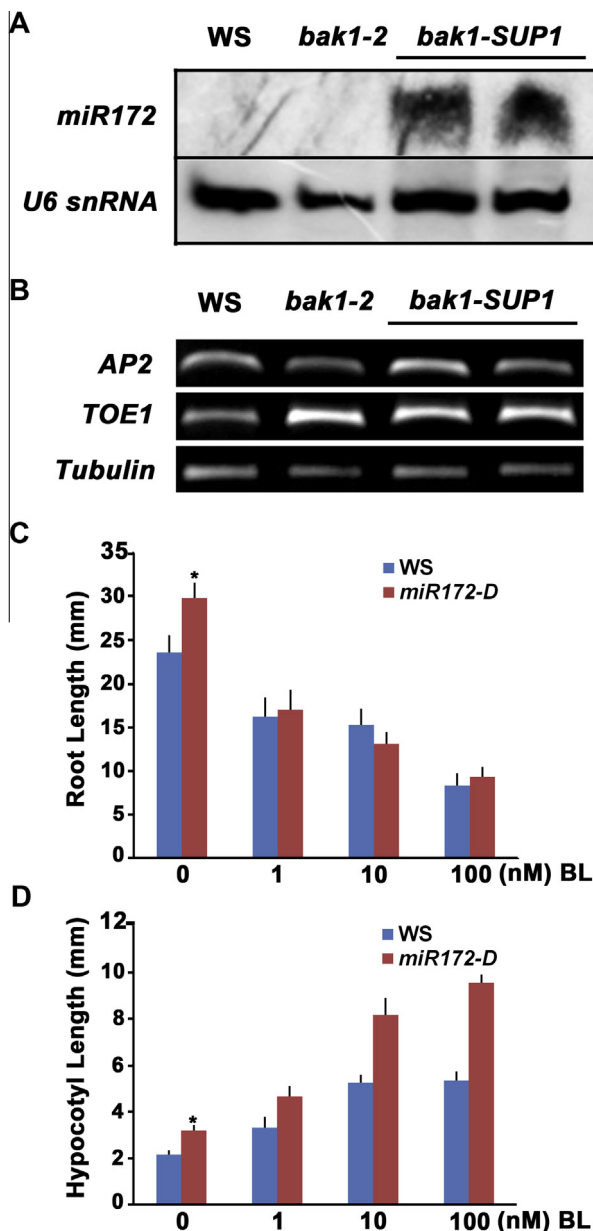 A
WS bak1-2 bak1-SUP1
miR172
U6 snRNA
B
WS bak1-2 bak1-SUP1
AP2
TOE1
Tubulin
C
Root Length (mm)
35
30
25
20
15
10
5
0
WS
miR172-D
*
0 1 10 100 (nM) BL
D
Hypocotyl Length (mm)
12
10
8
6
4
2
0
WS
miR172-D
*
0 1 10 100 (nM) BL